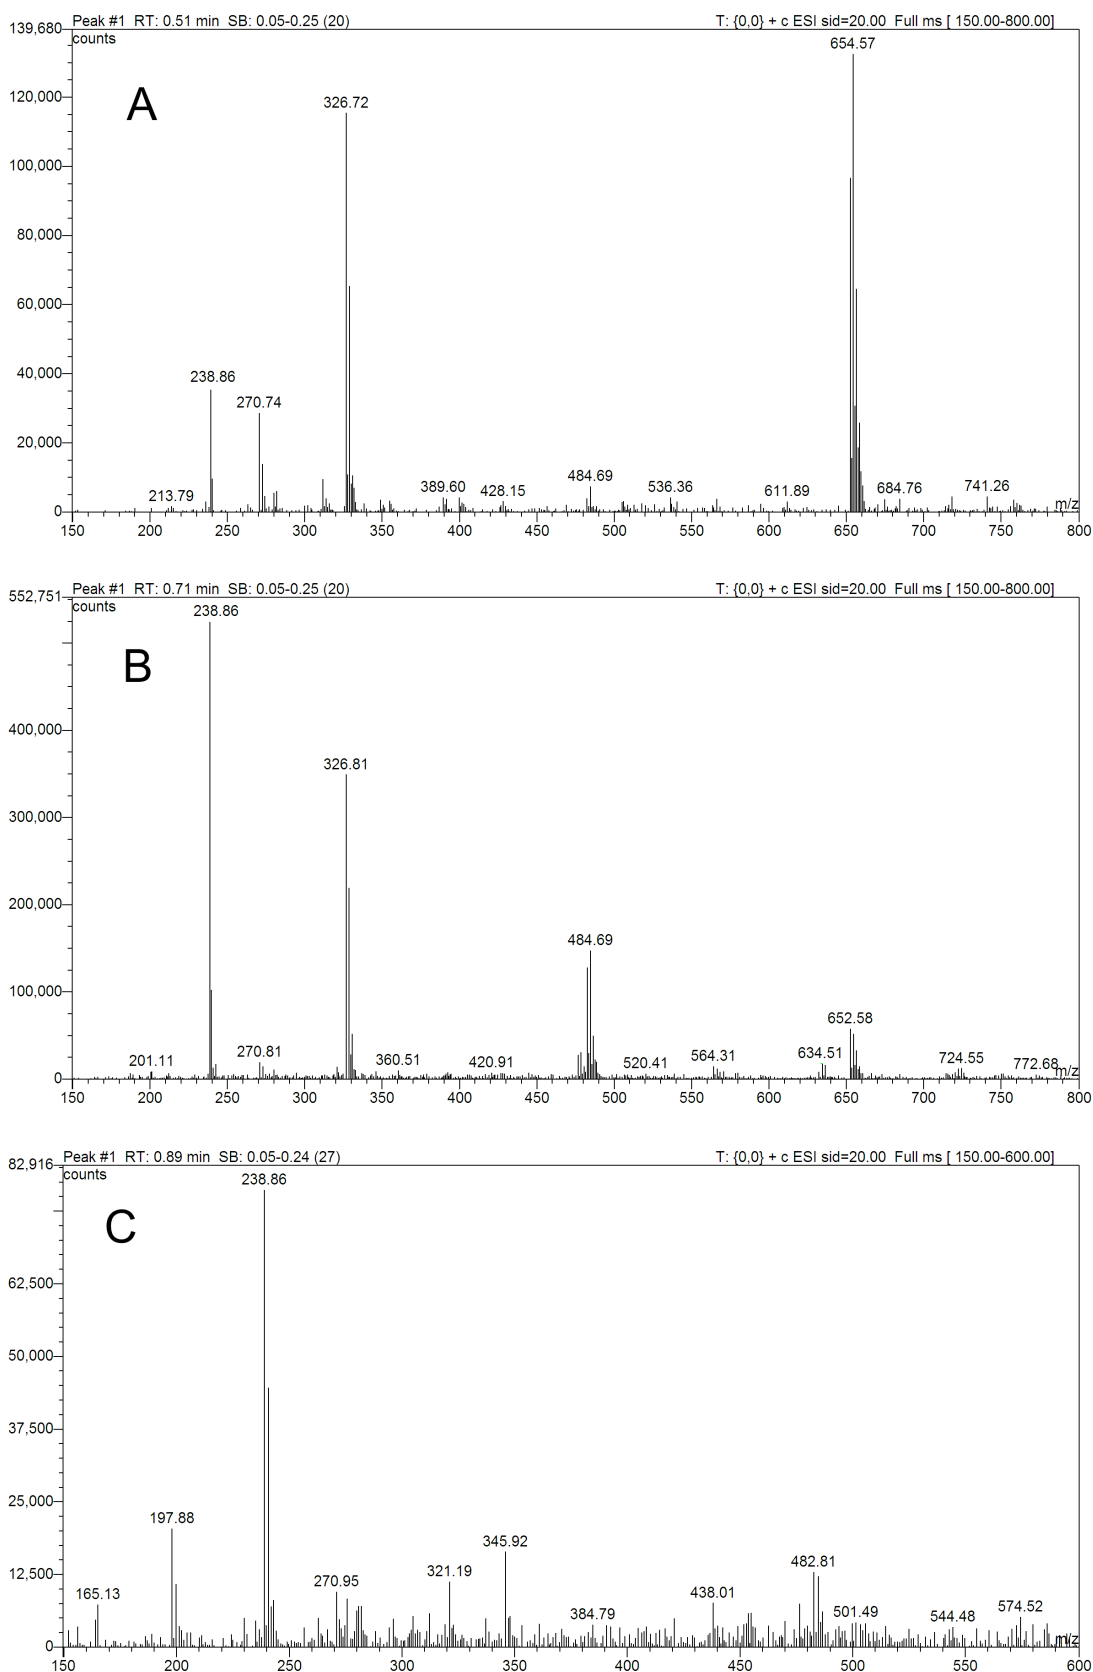 Peak #1 RT: 0.51 min SB: 0.05-0.25 (20) T: {0,0} + c ESI sid=20.00 Full ms [ 150.00-800.00]
139,680
counts
654.57
A
326.72
120,000
100,000
80,000
60,000
40,000
238.86
270.74
20,000
213.79 389.60 428.15 484.69 536.36 611.89 684.76 741.26
0
m/z
150 200 250 300 350 400 450 500 550 600 650 700 750 800
Peak #1 RT: 0.71 min SB: 0.05-0.25 (20) T: {0,0} + c ESI sid=20.00 Full ms [ 150.00-800.00]
552,751
counts
238.86
B
400,000
326.81
300,000
200,000
484.69
100,000
652.58
201.11 270.81 360.51 420.91 520.41 564.31 634.51 724.55 772.68
0
m/z
150 200 250 300 350 400 450 500 550 600 650 700 750 800
Peak #1 RT: 0.89 min SB: 0.05-0.24 (27) T: {0,0} + c ESI sid=20.00 Full ms [ 150.00-600.00]
82,916
counts
238.86
C
62,500
50,000
37,500
25,000
197.88
345.92
12,500
165.13 270.95 321.19 384.79 438.01 482.81 501.49 544.48 574.52
0
m/z
150 200 250 300 350 400 450 500 550 600